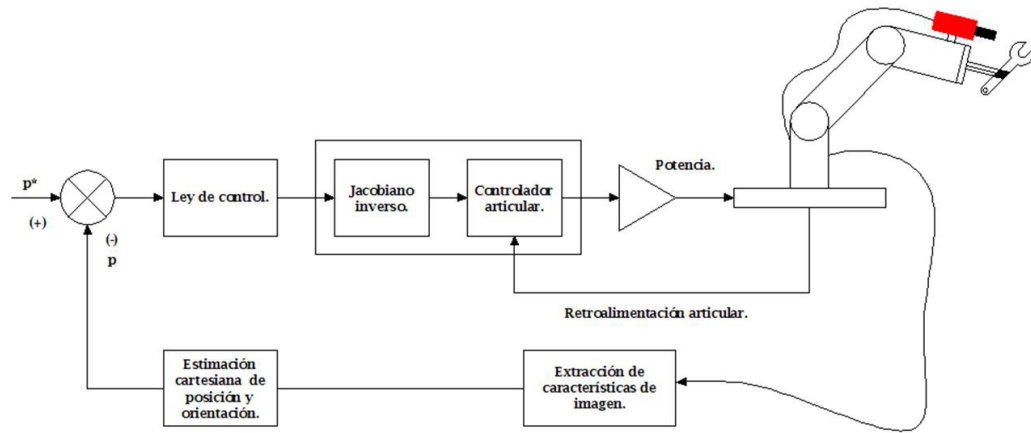 p*
(+)
(-)
p
Ley de control.
Jacobiano
inverso.
Controlador
articular.
Potencia.
Retroalimentación articular.
Estimación
cartesiana de
posición y
orientación.
Extracción de
características de
imagen.